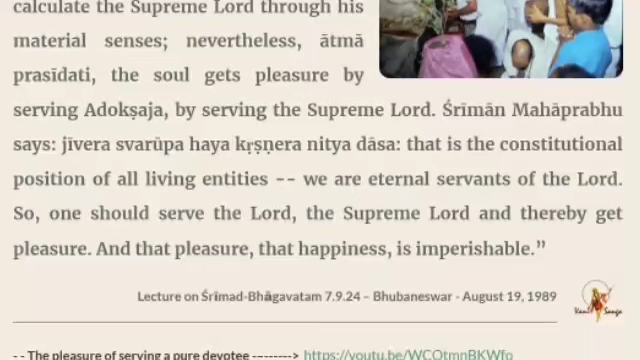 calculate the Supreme Lord through his
material senses; nevertheless, ātmā
prasīdati, the soul gets pleasure by
serving Adokṣaja, by serving the Supreme Lord. Śrīmān Mahāprabhu
says: jīvera svarūpa haya kṛṣṇera nitya dāsa: that is the constitutional
position of all living entities -- we are eternal servants of the Lord.
So, one should serve the Lord, the Supreme Lord and thereby get
pleasure. And that pleasure, that happiness, is imperishable.”
Lecture on Śrīmad-Bhāgavatam 7.9.24 – Bhubaneswar - August 19, 1989
- - The pleasure of serving a pure devotee --------> https://youtu.be/WCQtmnBKWfo